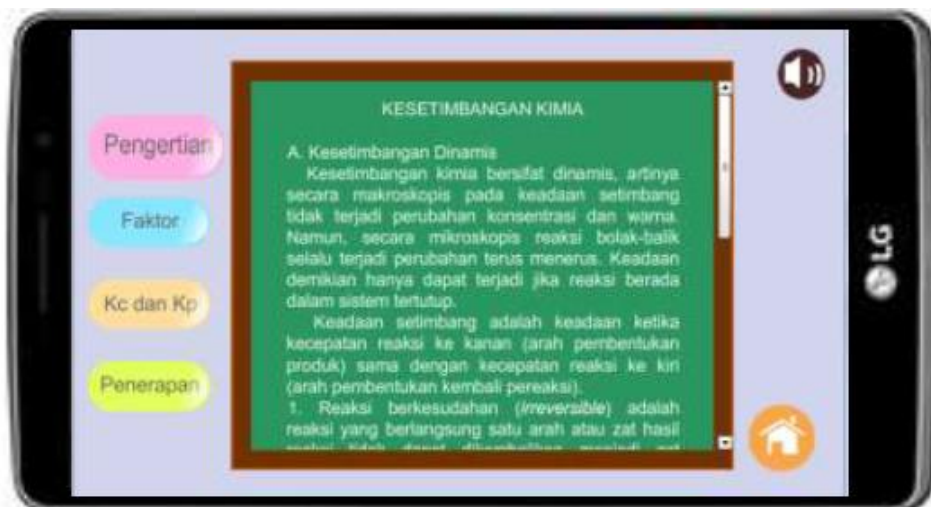 KESETIMBANGAN KIMIA
A. Kesetimbangan Dinamis
Kesetimbangan kimia bersifat dinamis, artinya
secara makroskopis pada keadaan setimbang
tidak terjadi perubahan konsentrasi dan warna.
Namun, secara mikroskopis reaksi bolak-balik
selalu terjadi perubahan terus menerus. Keadaan
demikian hanya dapat terjadi jika reaksi berada
dalam sistem tertutup.
Keadaan setimbang adalah keadaan ketika
kecepatan reaksi ke kanan (arah pembentukan
produk) sama dengan kecepatan reaksi ke kiri
(arah pembentukan kembali pereaksi).
1. Reaksi berkesudahan (irreversible) adalah
reaksi yang berlangsung satu arah atau zat hasil
Pengertian
Faktor
Kc dan Kp
Penerapan
LG